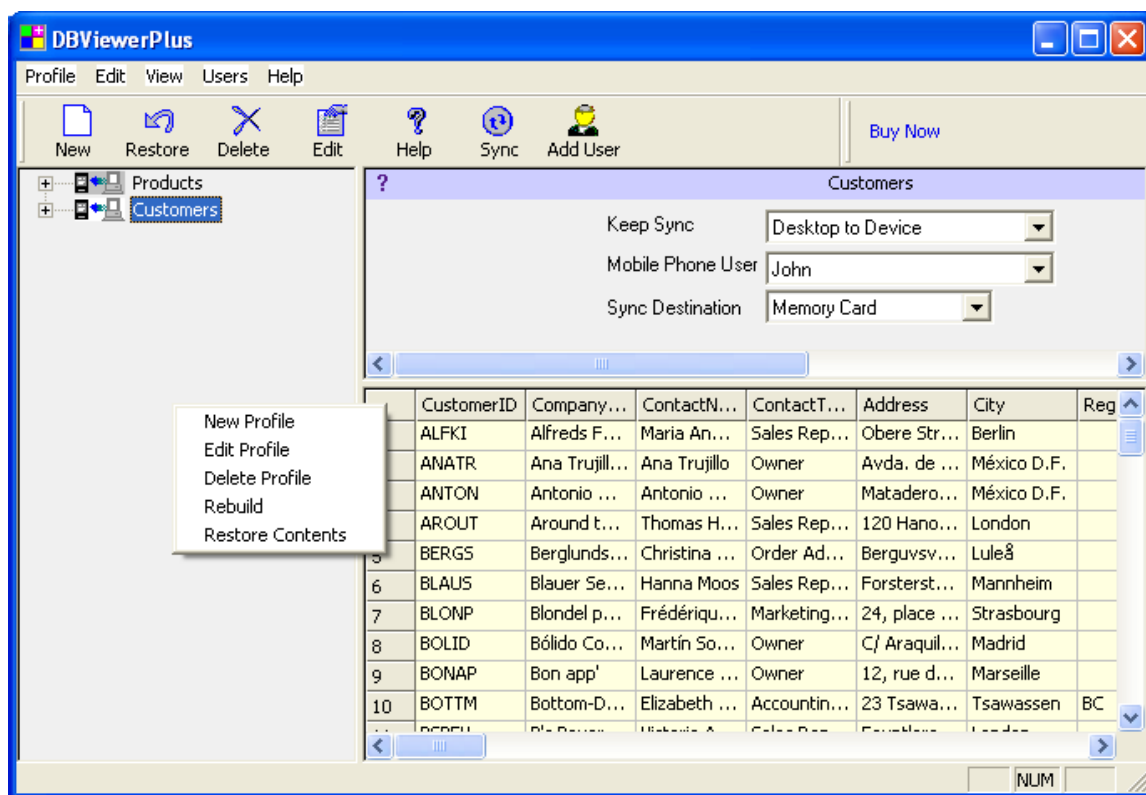 DBViewerPlus
Profile Edit View Users Help
New Restore Delete Edit Help Sync Add User Buy Now
Products
Customers
? Customers
Keep Sync Desktop to Device
Mobile Phone User John
Sync Destination Memory Card
New Profile
Edit Profile
Delete Profile
Rebuild
Restore Contents
CustomerID Company... ContactN... ContactT... Address City Reg
ALFKI Alfreds F... Maria An... Sales Rep... Obere Str... Berlin
ANATR Ana Trujill... Ana Trujillo Owner Avda. de ... México D.F.
ANTON Antonio ... Antonio ... Owner Matadero... México D.F.
AROUT Around t... Thomas H... Sales Rep... 120 Hano... London
5 BERGS Berglunds... Christina ... Order Ad... Berguvsv... Luleå
6 BLAUS Blauer Se... Hanna Moos Sales Rep... Forsterst... Mannheim
7 BLONP Blondel p... Frédériqu... Marketing... 24, place ... Strasbourg
8 BOLID Bólido Co... Martín So... Owner C/ Araquil... Madrid
9 BONAP Bon app' Laurence ... Owner 12, rue d... Marseille
10 BOTTM Bottom-D... Elizabeth ... Accountin... 23 Tsawa... Tsawassen BC
NUM